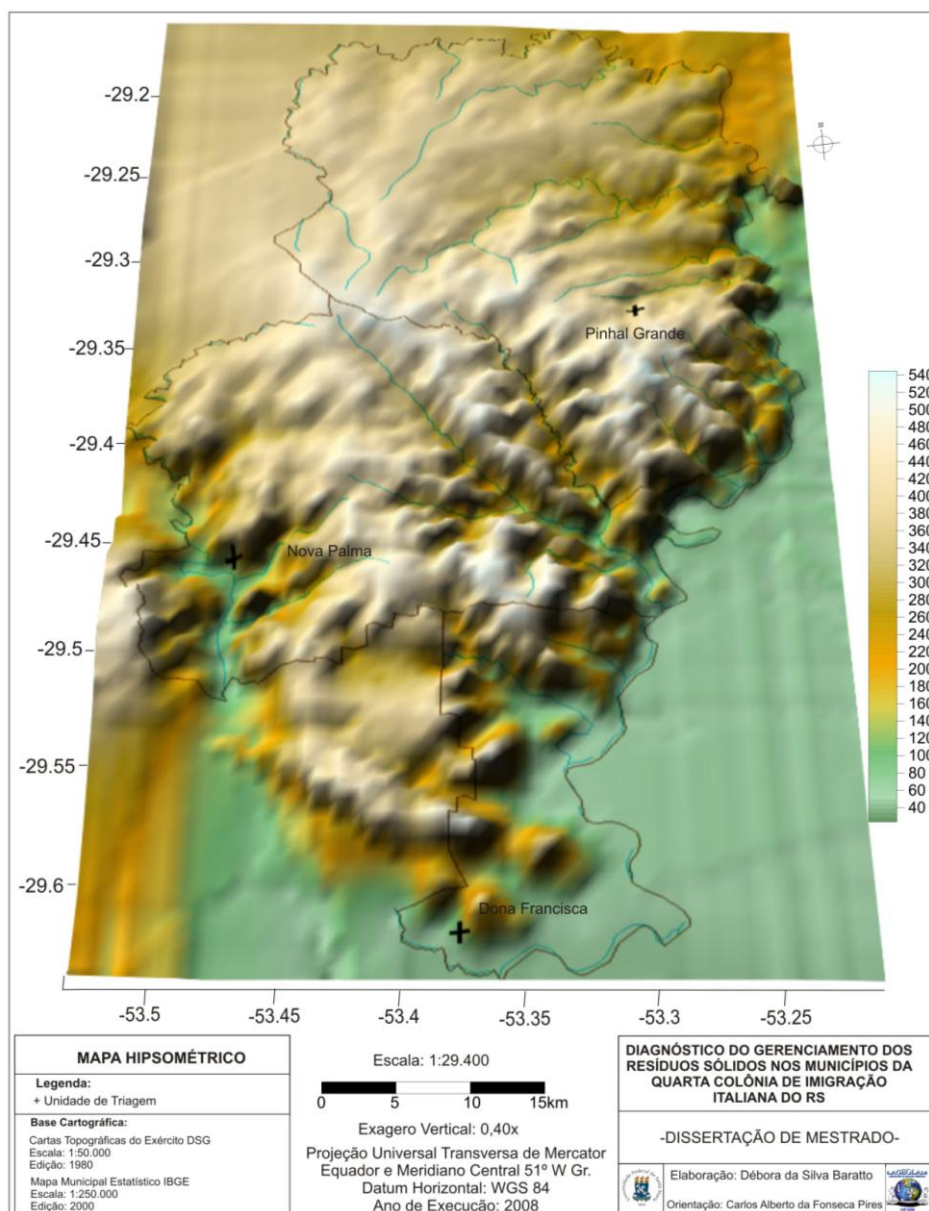 -29.2
-29.25
-29.3
-29.35
-29.4
-29.45
-29.5
-29.55
-29.6
Pinhal Grande
Nova Palma
Dona Francisca
540
500
480
460
440
420
400
380
360
340
320
300
280
260
240
220
200
180
160
140
120
100
80
60
40
-53.5
-53.45
-53.4
-53.35
-53.3
-53.25
MAPA HIPSOMÉTRICO
Legenda:
+ Unidade de Triagem
Base Cartográfica:
Cartas Topográficas do Exército DSG
Escala: 1:50.000
Edição: 1980
Mapa Municipal Estatístico IBGE
Escala: 1:250.000
Edição: 2000
Escala: 1:29.400
0 5 10 15km
Exagero Vertical: 0,40x
Projeção Universal Transversa de Mercator
Equador e Meridiano Central 51º W Gr.
Datum Horizontal: WGS 84
Ano de Execução: 2008
DIAGNÓSTICO DO GERENCIAMENTO DOS
RESÍDUOS SÓLIDOS NOS MUNICÍPIOS DA
QUARTA COLÔNIA DE IMIGRAÇÃO
ITALIANA DO RS
-DISSERTAÇÃO DE MESTRADO-
Elaboração: Débora da Silva Baratto
Orientação: Carlos Alberto da Fonseca Pires